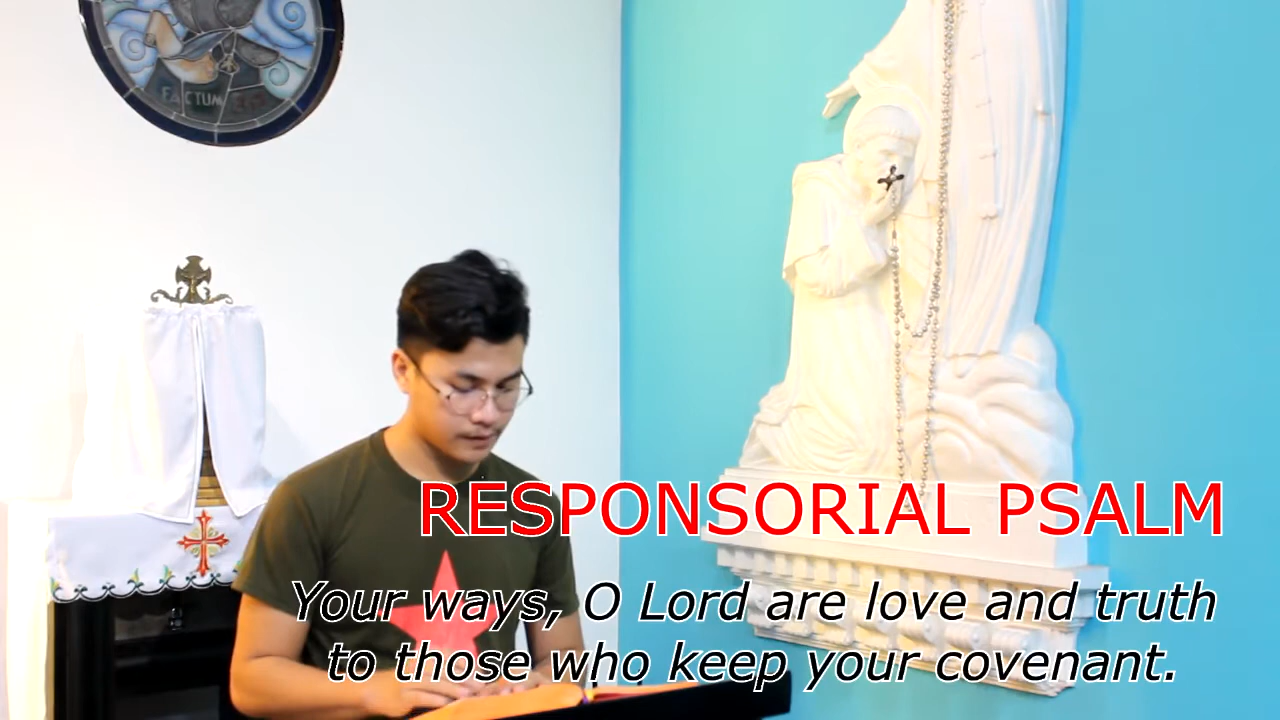 FACTUM
RESPONSORIAL PSALM
Your ways, O Lord are love and truth
to those who keep your covenant.